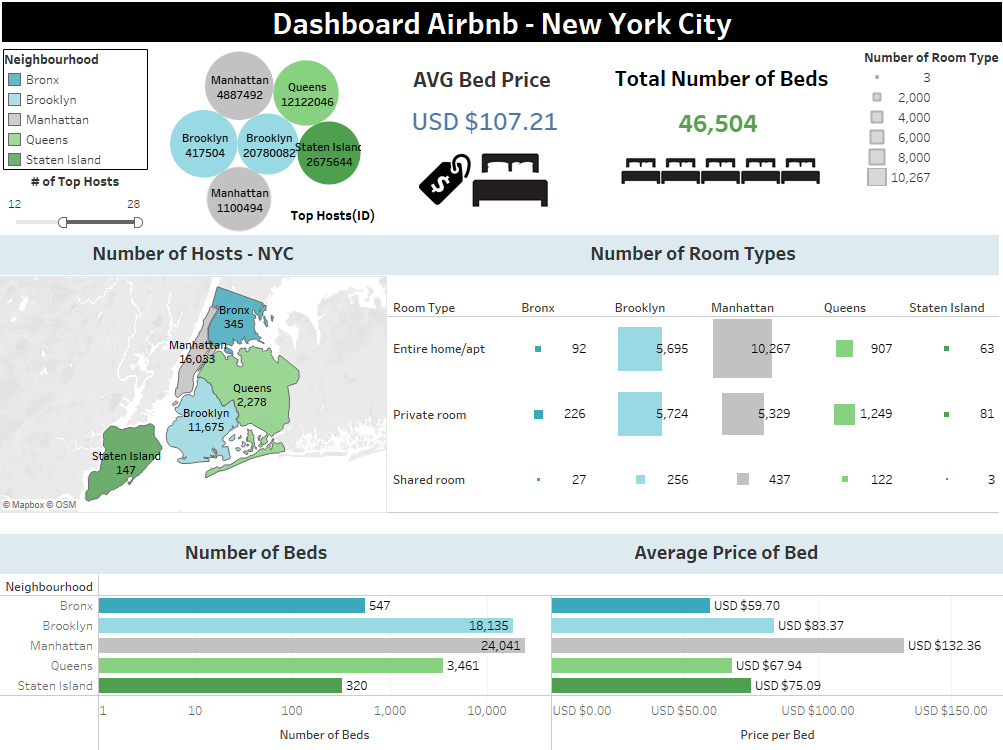 Dashboard Airbnb - New York City
Neighbourhood
Bronx
Brooklyn
Manhattan
Queens
Staten Island
# of Top Hosts
12 28
Manhattan
4887492
Queens
12122046
Brooklyn
417504
Brooklyn
20780082
Staten Island
2675644
Manhattan
1100494
Top Hosts(ID)
AVG Bed Price
USD $107.21
$
Total Number of Beds
46,504
Number of Room Type
3
2,000
4,000
6,000
8,000
10,267
Number of Hosts - NYC
Bronx
345
Manhattan
16,033
Queens
2,278
Brooklyn
11,675
Staten Island
147
© Mapbox © OSM
Number of Room Types
Room Type Bronx Brooklyn Manhattan Queens Staten Island
Entire home/apt 92 5,695 10,267 907 63
Private room 226 5,724 5,329 1,249 81
Shared room 27 256 437 122 3
Number of Beds Average Price of Bed
Neighbourhood
Bronx 547 USD $59.70
Brooklyn 18,135 USD $83.37
Manhattan 24,041 USD $132.36
Queens 3,461 USD $67.94
Staten Island 320 USD $75.09
1 10 100 1,000 10,000 USD $0.00 USD $50.00 USD $100.00 USD $150.00
Number of Beds Price per Bed